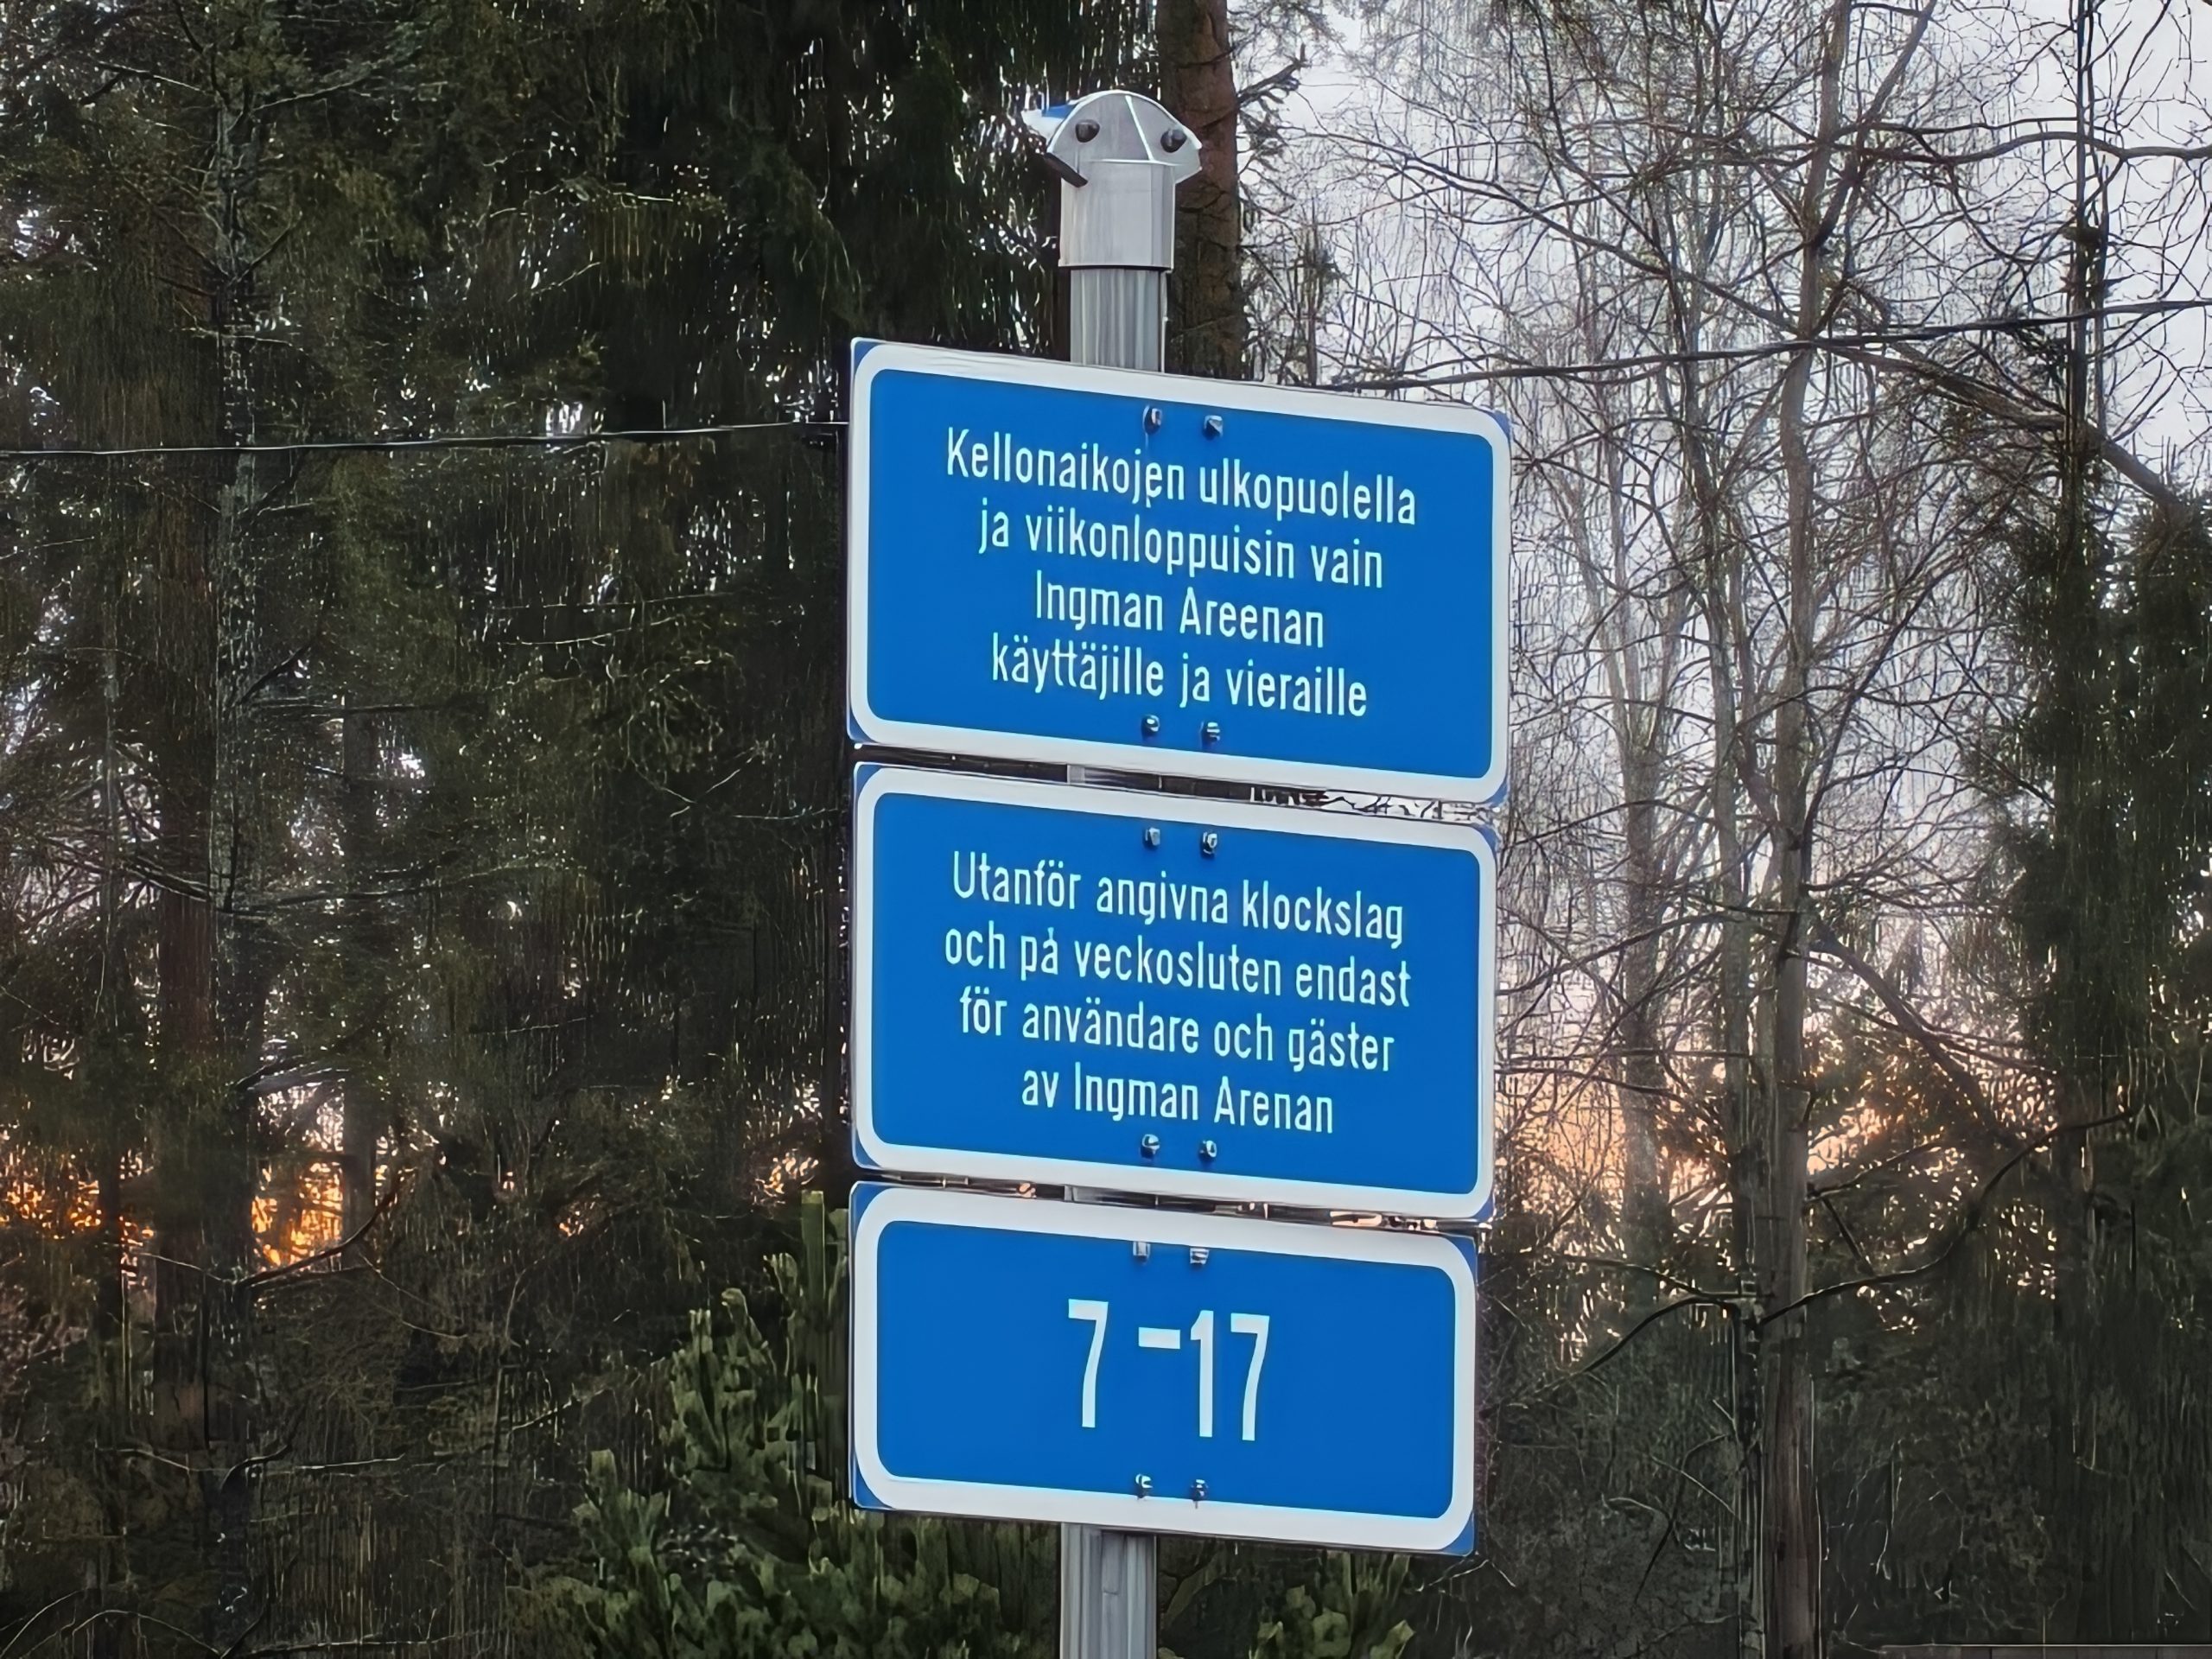 Kellonaikojen ulkopuolella
ja viikonloppuisin vain
Ingman Areenan
käyttäjille ja vieraille
Utanför angivna klockslag
och på veckosluten endast
för användare och gäster
av Ingman Arenan
7-17